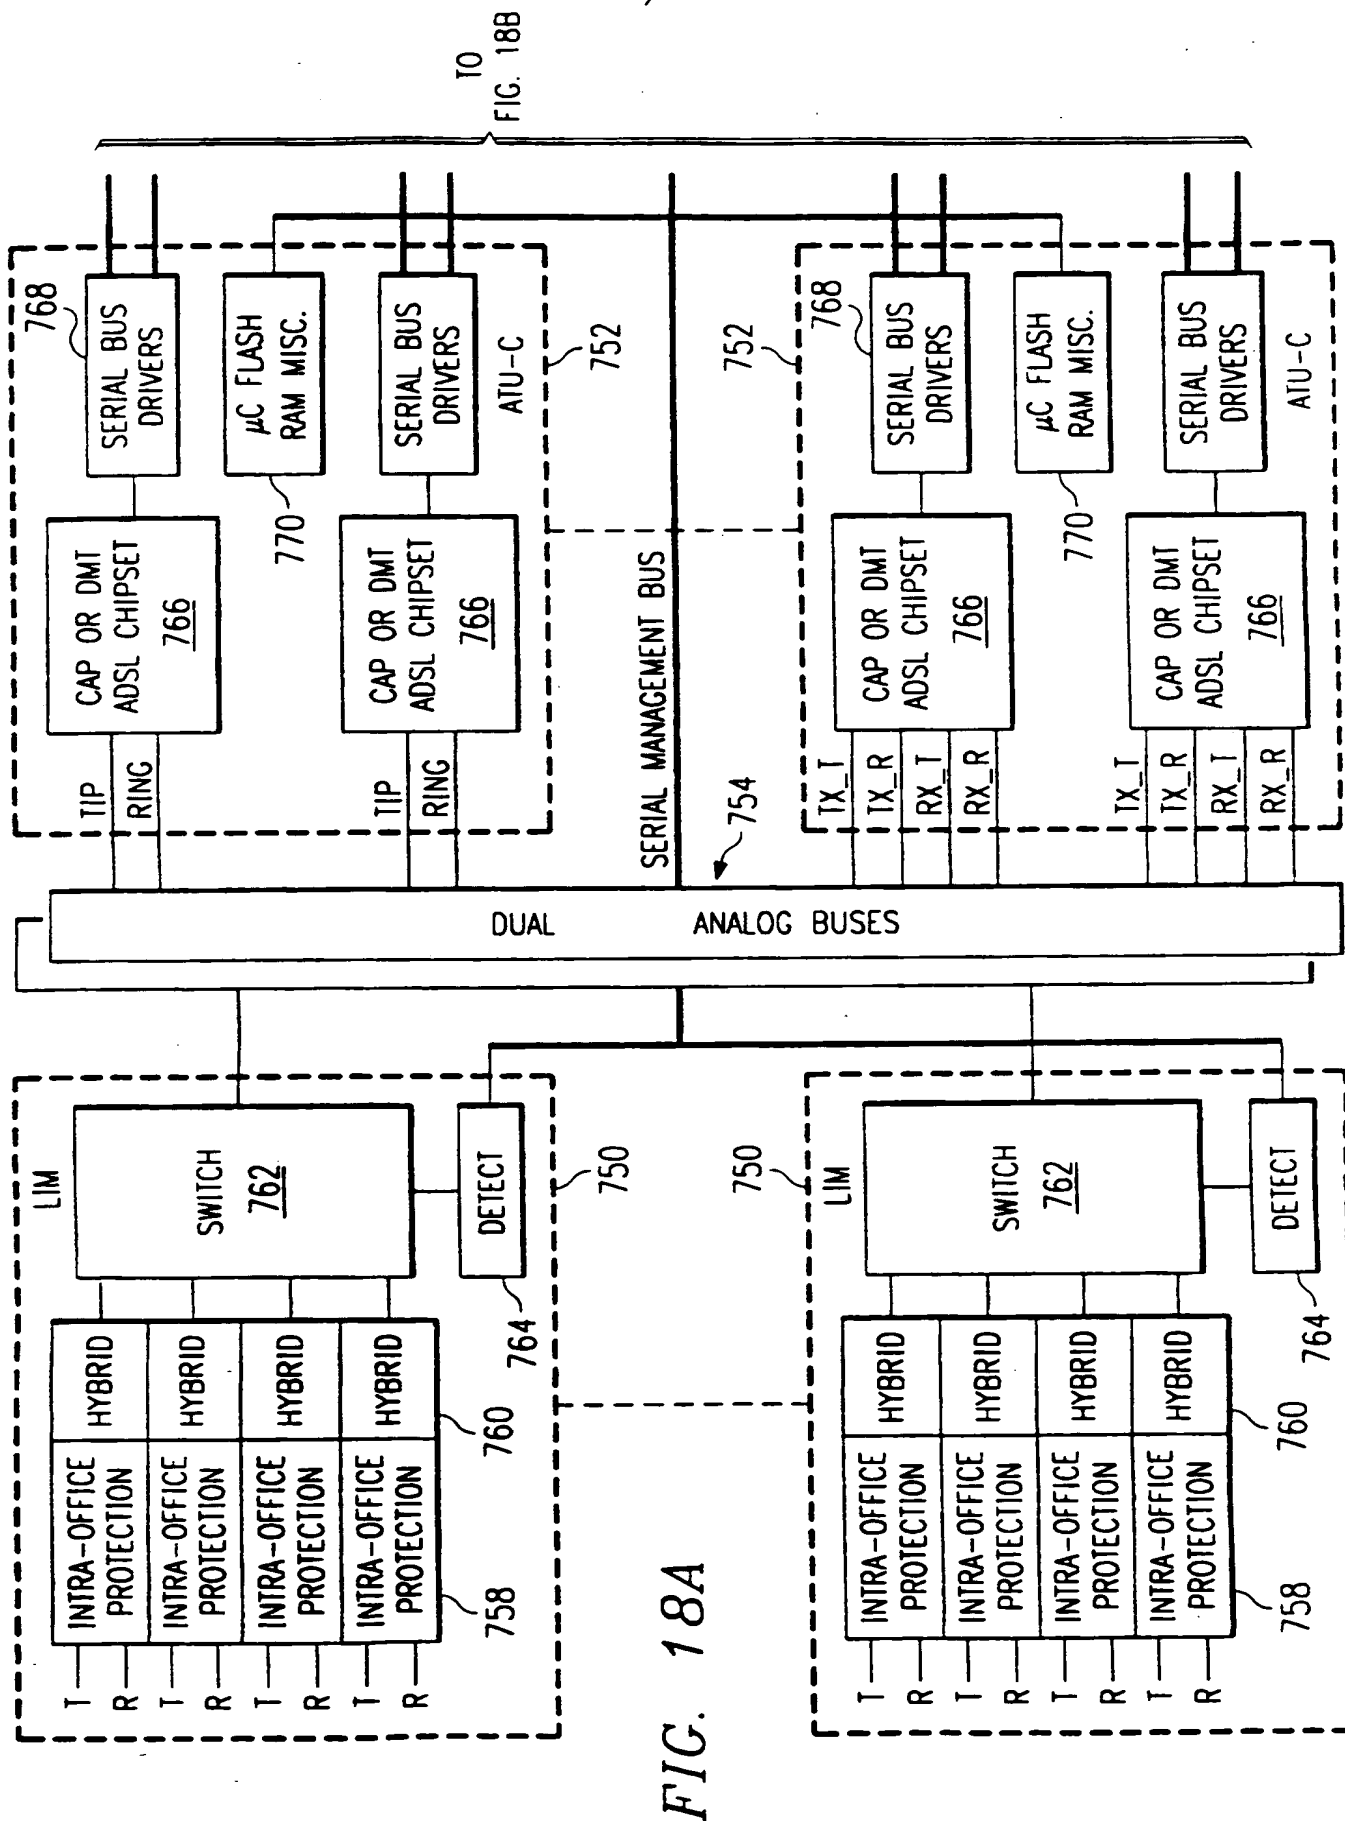 TO
FIG. 18B
768
SERIAL BUS
DRIVERS
µC FLASH
RAM MISC.
770
SERIAL BUS
DRIVERS
ATU-C
752
CAP OR DMT
ADSL CHIPSET
766
CAP OR DMT
ADSL CHIPSET
766
TIP
RING
TIP
RING
SERIAL MANAGEMENT BUS
754
752
768
SERIAL BUS
DRIVERS
µC FLASH
RAM MISC.
770
SERIAL BUS
DRIVERS
ATU-C
CAP OR DMT
ADSL CHIPSET
766
CAP OR DMT
ADSL CHIPSET
766
TX_T
TX_R
RX_T
RX_R
TX_T
TX_R
RX_T
RX_R
DUAL ANALOG BUSES
LIM
SWITCH
762
DETECT
764
750
HYBRID
HYBRID
HYBRID
HYBRID
760
INTRA-OFFICE
PROTECTION
INTRA-OFFICE
PROTECTION
INTRA-OFFICE
PROTECTION
INTRA-OFFICE
PROTECTION
758
T
R
T
R
T
R
T
R
750
LIM
SWITCH
762
DETECT
764
HYBRID
HYBRID
HYBRID
HYBRID
760
INTRA-OFFICE
PROTECTION
INTRA-OFFICE
PROTECTION
INTRA-OFFICE
PROTECTION
INTRA-OFFICE
PROTECTION
758
T
R
T
R
T
R
T
R
FIG. 18A